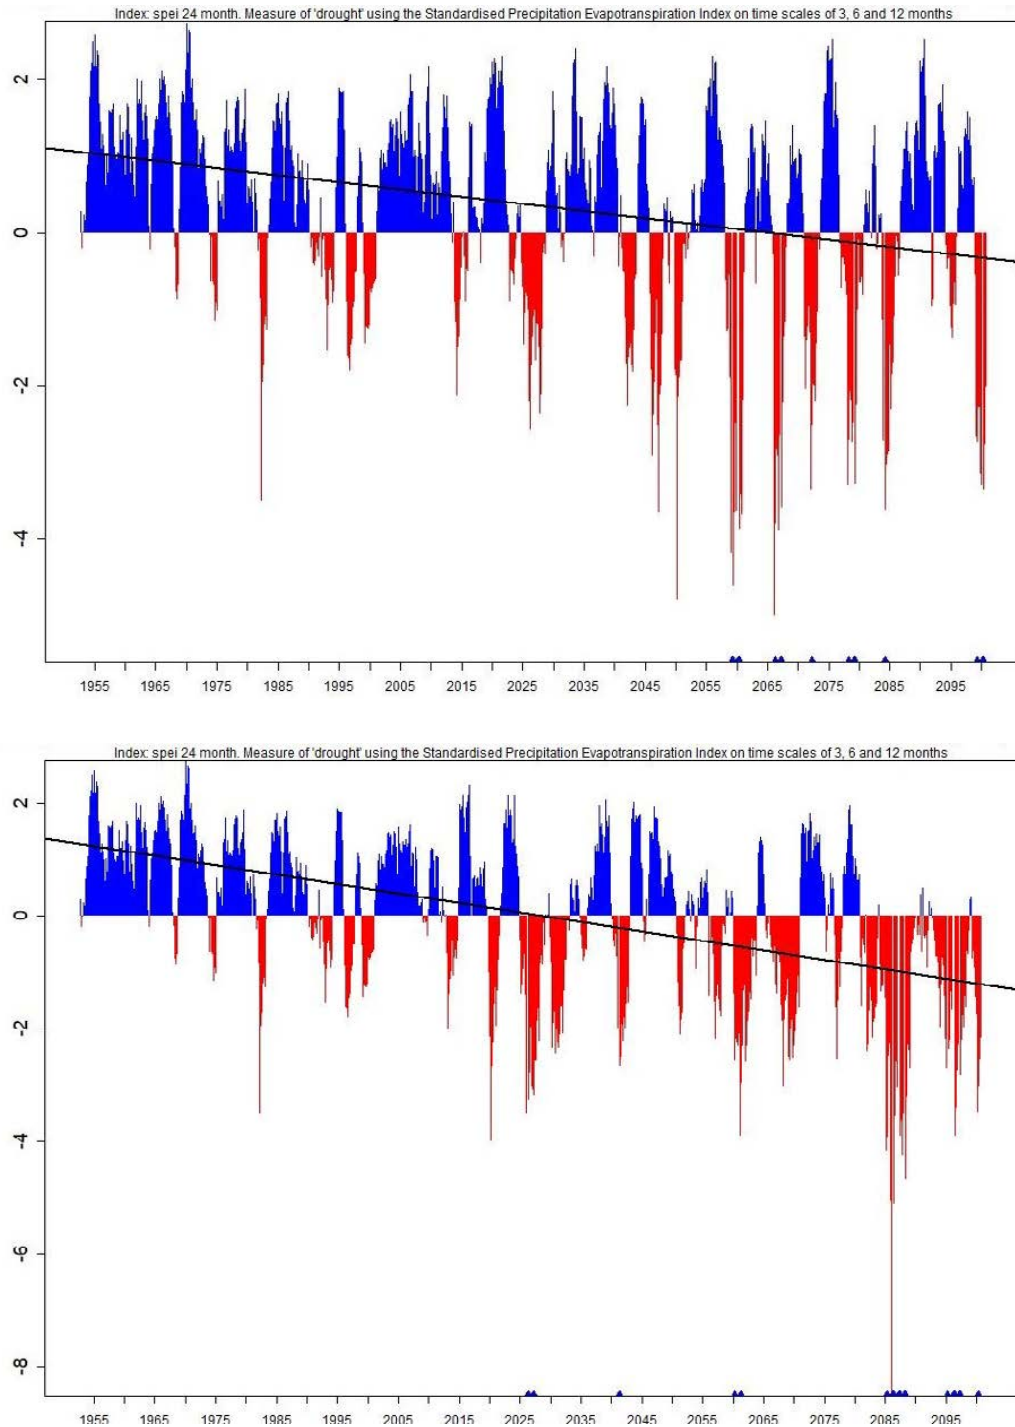 Index: spei 24 month. Measure of 'drought' using the Standardised Precipitation Evapotranspiration Index on time scales of 3, 6 and 12 months
2
0
-2
-4
1955 1965 1975 1985 1995 2005 2015 2025 2035 2045 2055 2065 2075 2085 2095
Index: spei 24 month. Measure of 'drought' using the Standardised Precipitation Evapotranspiration Index on time scales of 3, 6 and 12 months
2
0
-2
-4
-6
-8
1955 1965 1975 1985 1995 2005 2015 2025 2035 2045 2055 2065 2075 2085 2095